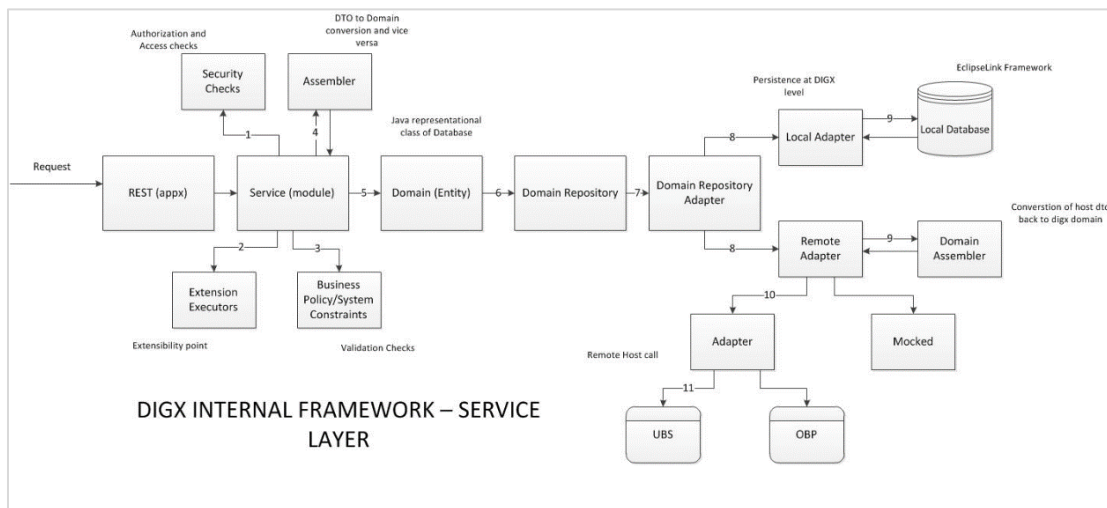 DTO to Domain
conversion and vice
versa
Authorization and
Access checks
Security
Checks
Assembler
EclipseLink Framework
Persistence at DIGX
level
Java representational
class of Database
1
4
8
9
Local Adapter
Local Database
Request
REST (appx)
Service (module)
5
Domain (Entity)
6
Domain Repository
7
Domain Repository
Adapter
Converstion of host dto
back to digx domain
2
3
8
9
Remote
Adapter
Domain
Assembler
Extension
Executors
Business
Policy/System
Constraints
10
Extensibility point
Validation Checks
Adapter
Mocked
Remote Host call
11
DIGX INTERNAL FRAMEWORK – SERVICE
LAYER
UBS
OBP